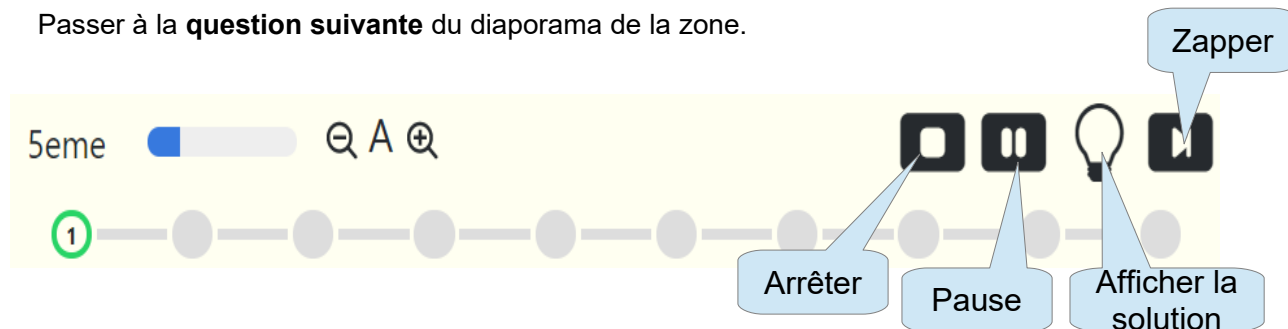 Passer à la question suivante du diaporama de la zone.
Zapper
5eme A
1
Arrêter
Pause
Afficher la
solution